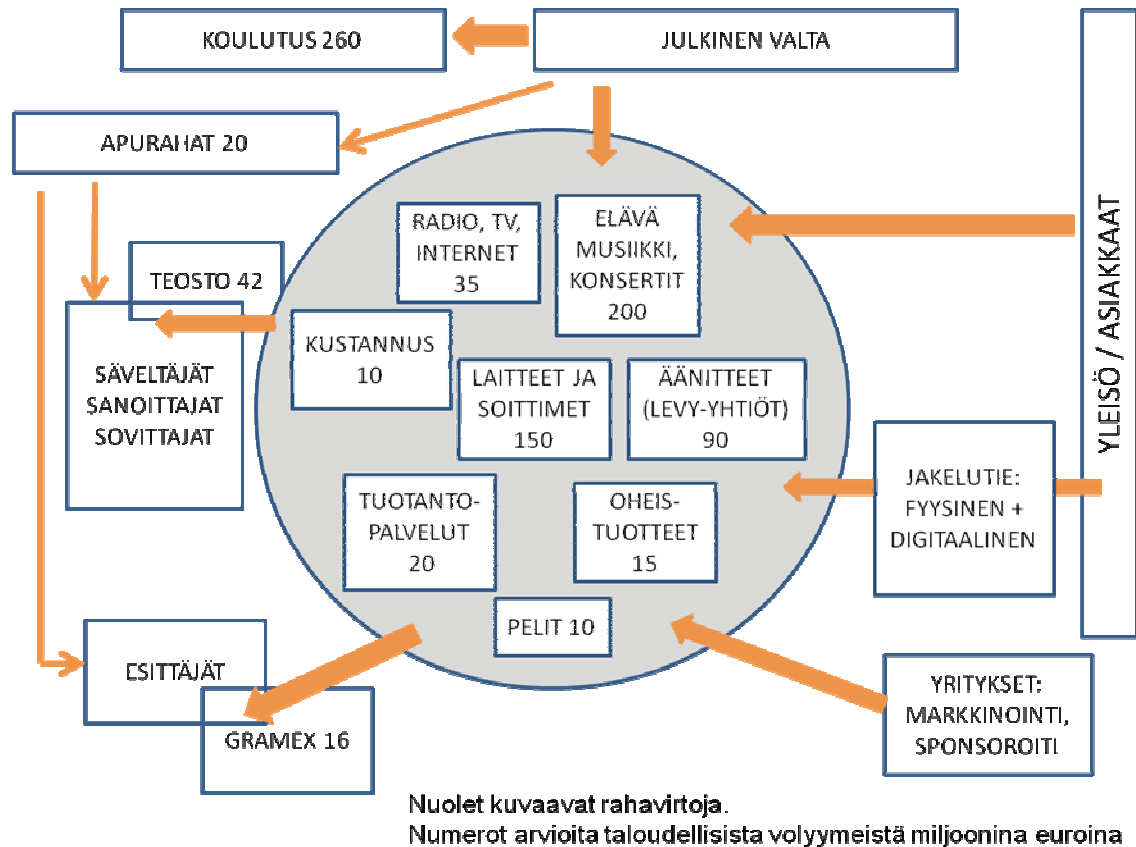 KOULUTUS 260
JULKINEN VALTA
APURAHAT 20
YLEISÖ / ASIAKKAAT
RADIO, TV,
INTERNET
35
ELÄVÄ
MUSIIKKI,
KONSERTIT
200
TEOSTO 42
SÄVELTÄJÄT
SANOITTAJAT
SOVITTAJAT
KUSTANNUS
10
LAITTEET JA
SOITTIMET
150
ÄÄNITTEET
(LEVY-YHTIÖT)
90
JAKELUTIE:
FYYSINEN +
DIGITAALINEN
TUOTANTO-
PALVELUT
20
OHEIS-
TUOTTEET
15
PELIT 10
ESITTÄJÄT
GRAMEX 16
YRITYKSET:
MARKKINOINTI,
SPONSOROITI
Nuolet kuvaavat rahavirtoja.
Numerot arvioita taloudellisista volyymeistä miljoonina euroina